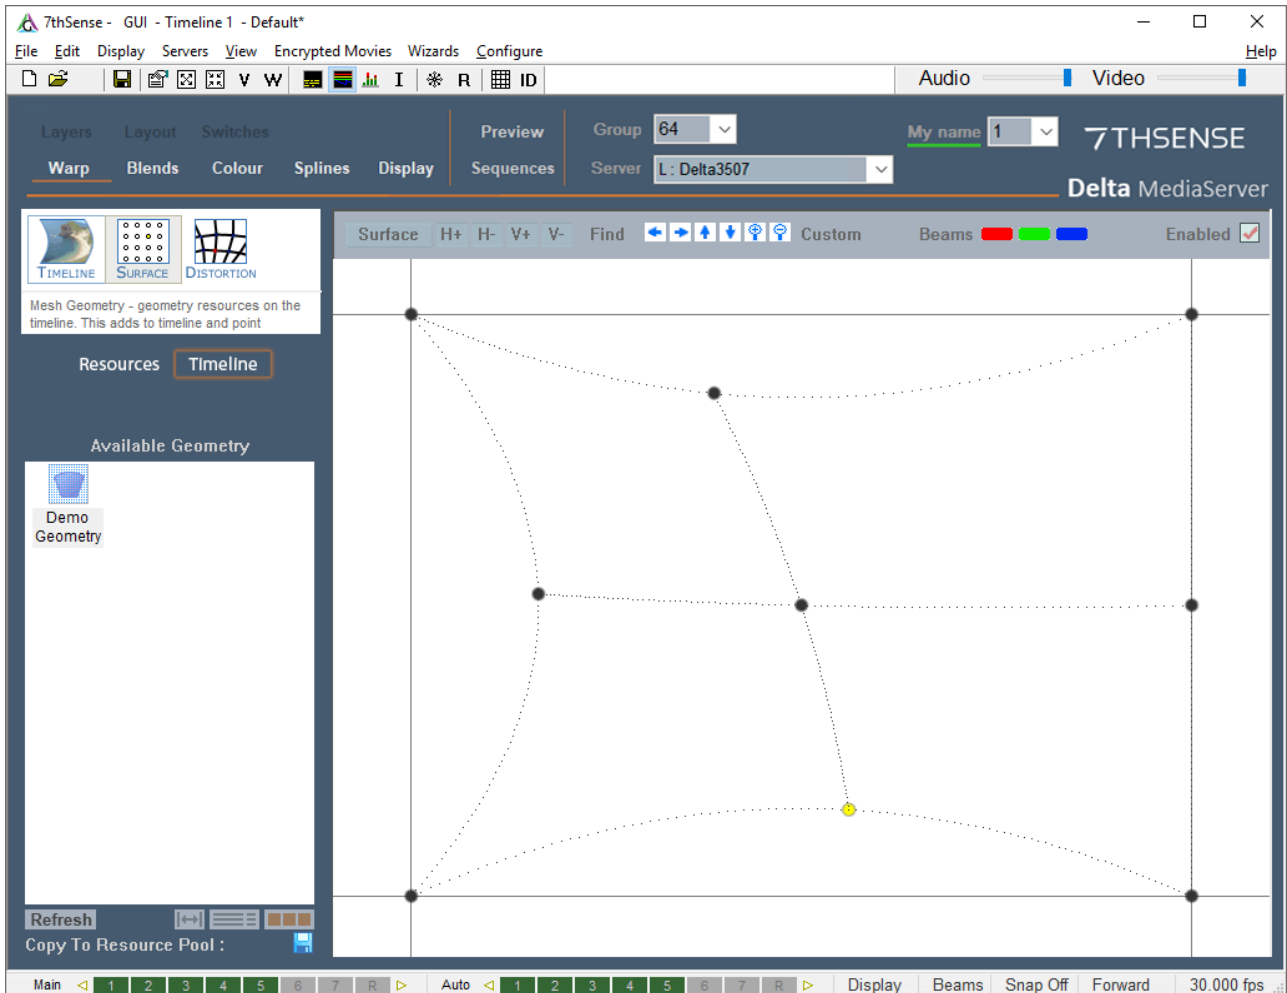 7thSense - GUI - Timeline 1 - Default*
File Edit Display Servers View Encrypted Movies Wizards Configure Help
V W I R ID Audio Video
Layers Layout Switches Preview Group 64 My name 1 7THSENSE
Warp Blends Colour Splines Display Sequences Server L : Delta3507 Delta MediaServer
Surface H+ H- V+ V- Find Custom Beams Enabled
TIMELINE SURFACE DISTORTION
Mesh Geometry - geometry resources on the
timeline. This adds to timeline and point
Resources Timeline
Available Geometry
Demo
Geometry
Refresh
Copy To Resource Pool :
Main 1 2 3 4 5 6 7 R Auto 1 2 3 4 5 6 7 R Display Beams Snap Off Forward 30.000 fps